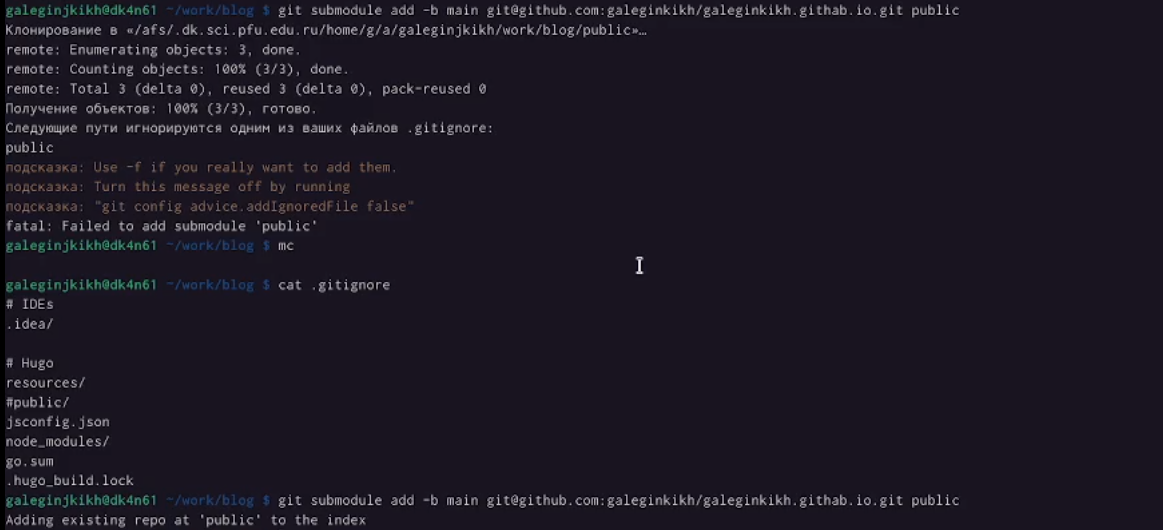 galeginjkikh@dk4n61 ~/work/blog $ git submodule add -b main git@github.com:galeginkikh/galeginkikh.githab.io.git public
Клонирование в «/afs/.dk.sci.pfu.edu.ru/home/g/a/galeginjkikh/work/blog/public»…
remote: Enumerating objects: 3, done.
remote: Counting objects: 100% (3/3), done.
remote: Total 3 (delta 0), reused 3 (delta 0), pack-reused 0
Получение объектов: 100% (3/3), готово.
Следующие пути игнорируются одним из ваших файлов .gitignore:
public
подсказка: Use -f if you really want to add them.
подсказка: Turn this message off by running
подсказка: "git config advice.addIgnoredFile false"
fatal: Failed to add submodule 'public'
galeginjkikh@dk4n61 ~/work/blog $ mc
galeginjkikh@dk4n61 ~/work/blog $ cat .gitignore
# IDEs
.idea/
# Hugo
resources/
#public/
jsconfig.json
node_modules/
go.sum
.hugo_build.lock
galeginjkikh@dk4n61 ~/work/blog $ git submodule add -b main git@github.com:galeginkikh/galeginkikh.githab.io.git public
Adding existing repo at 'public' to the index